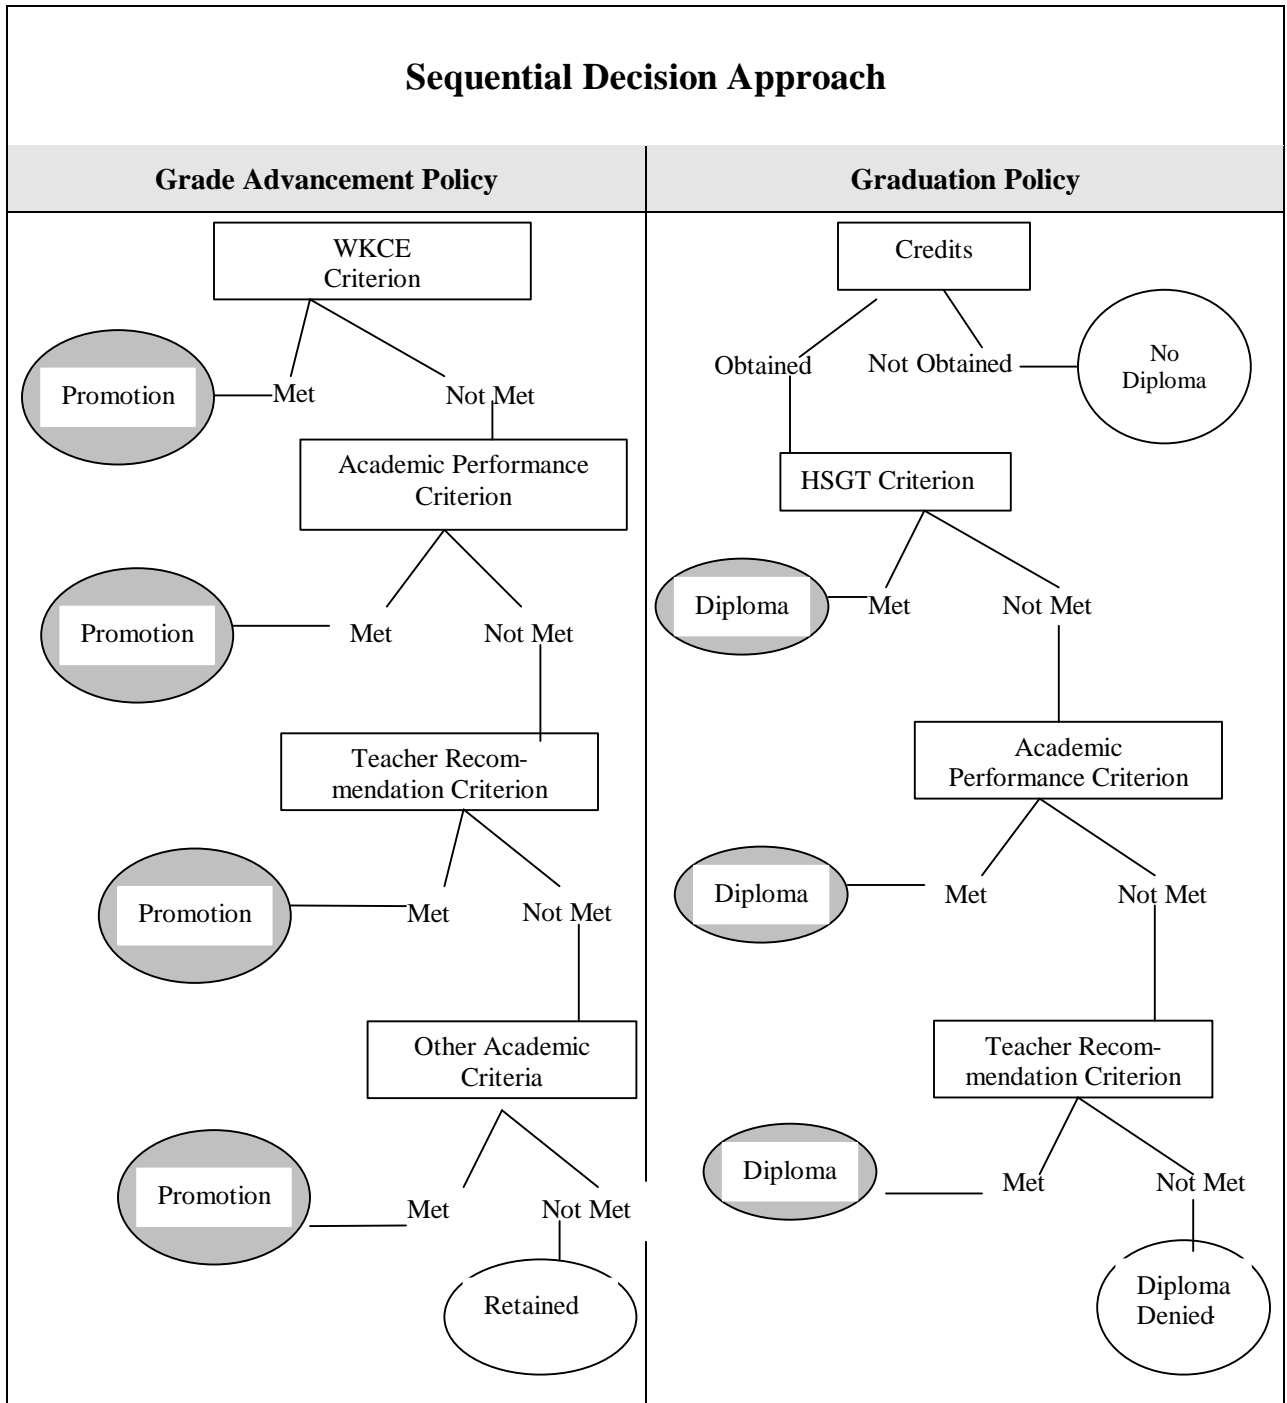 Sequential Decision Approach
Grade Advancement Policy
WKCE
Criterion
Promotion
Met
Not Met
Academic Performance
Criterion
Promotion
Met
Not Met
Teacher Recom-
mendation Criterion
Promotion
Met
Not Met
Other Academic
Criteria
Promotion
Met
Not Met
Retained
Graduation Policy
Credits
Obtained
Not Obtained
No
Diploma
HSGT Criterion
Diploma
Met
Not Met
Academic
Performance Criterion
Diploma
Met
Not Met
Teacher Recom-
mendation Criterion
Diploma
Met
Not Met
Diploma
Denied